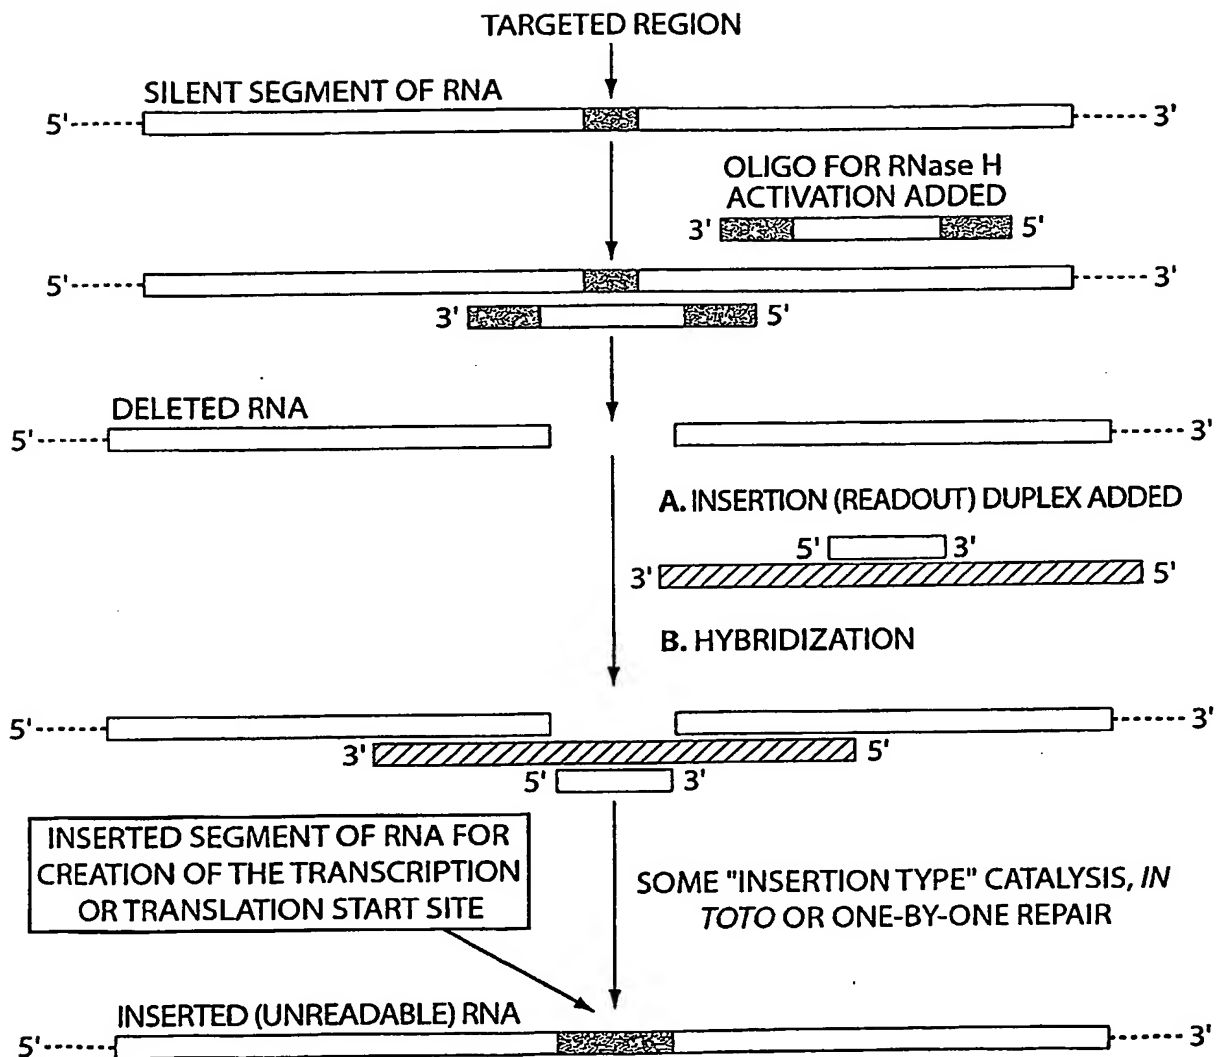 TARGETED REGION
SILENT SEGMENT OF RNA
5' 3'
OLIGO FOR RNase H
ACTIVATION ADDED
3' 5'
5' 3'
3' 5'
DELETED RNA
5' 3'
A. INSERTION (READOUT) DUPLEX ADDED
5' 3'
3' 5'
B. HYBRIDIZATION
5' 3'
3' 5'
5' 3'
INSERTED SEGMENT OF RNA FOR
CREATION OF THE TRANSCRIPTION
OR TRANSLATION START SITE
SOME "INSERTION TYPE" CATALYSIS, IN
TOTO OR ONE-BY-ONE REPAIR
INSERTED (UNREADABLE) RNA
5' 3'